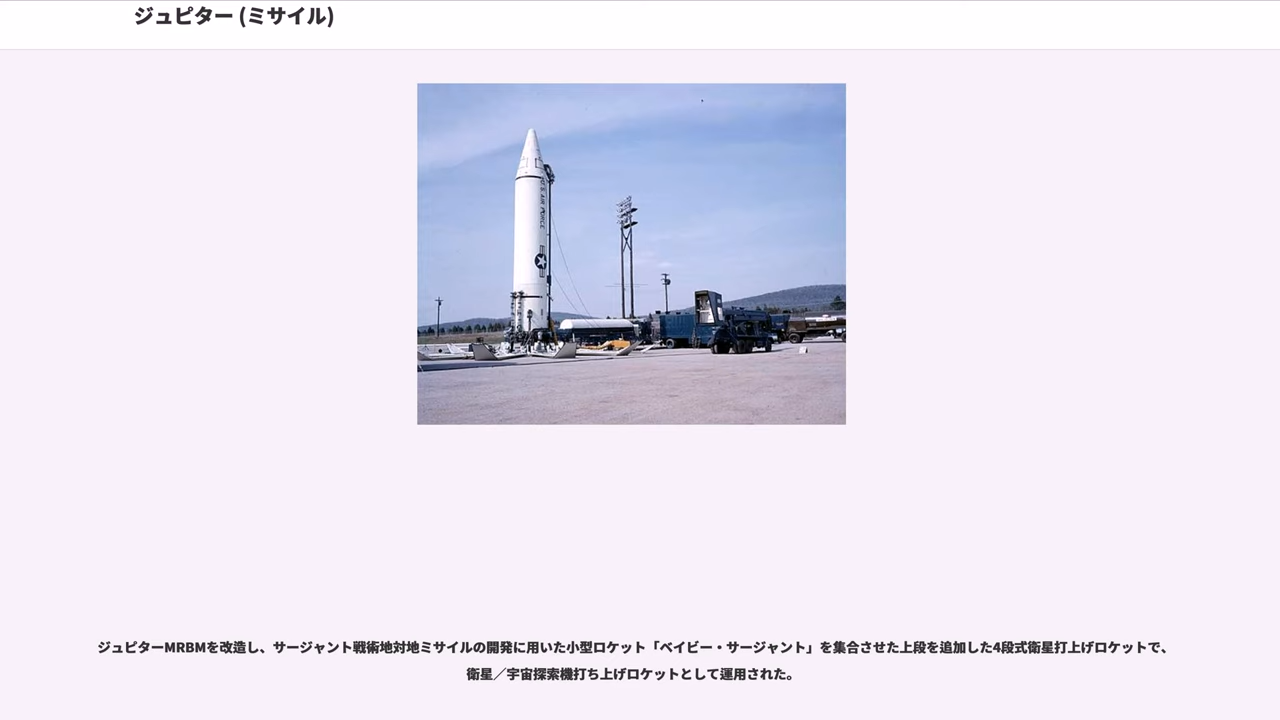 ジュピター (ミサイル)
U.S. AIR FORCE
ジュピターMRBMを改造し、サージャント戦術地対地ミサイルの開発に用いた小型ロケット「ベイビー・サージャント」を集合させた上段を追加した4段式衛星打上げロケットで、
衛星／宇宙探索機打ち上げロケットとして運用された。